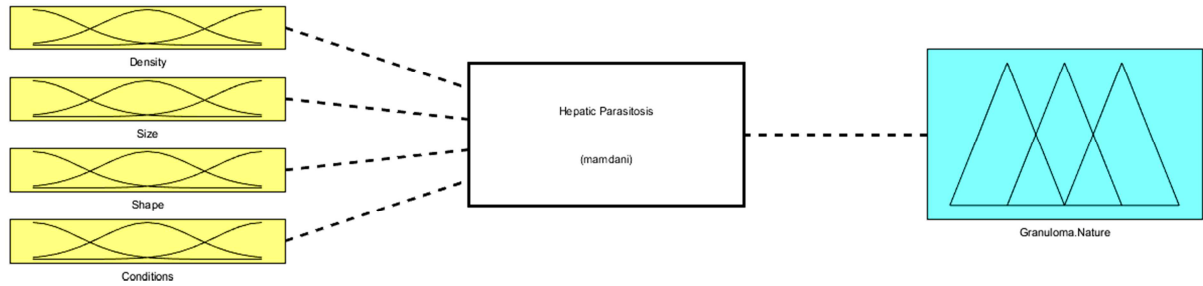 Density
Size
Shape
Conditions
Hepatic Parasitosis
(mamdani)
Granuloma.Nature